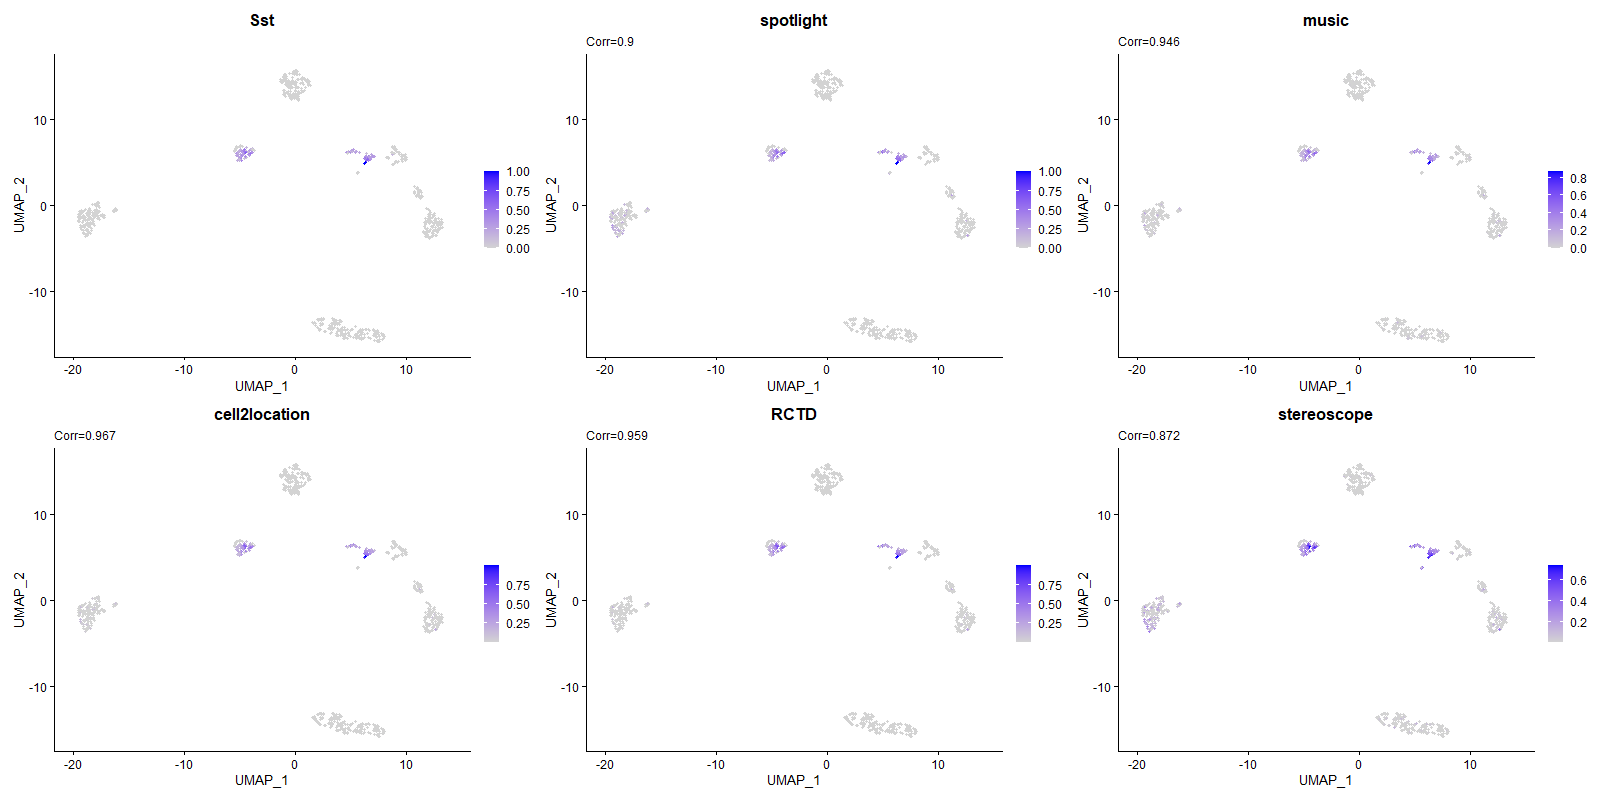 Sst
UMAP_2
10
0
-10
-20
-10
0
10
UMAP_1
1.00
0.75
0.50
0.25
0.00
spotlight
Corr=0.9
UMAP_2
10
0
-10
-20
-10
0
10
UMAP_1
1.00
0.75
0.50
0.25
0.00
music
Corr=0.946
UMAP_2
10
0
-10
-20
-10
0
10
UMAP_1
0.8
0.6
0.4
0.2
0.0
cell2location
Corr=0.967
UMAP_2
10
0
-10
-20
-10
0
10
UMAP_1
0.75
0.50
0.25
RCTD
Corr=0.959
UMAP_2
10
0
-10
-20
-10
0
10
UMAP_1
0.75
0.50
0.25
stereoscope
Corr=0.872
UMAP_2
10
0
-10
-20
-10
0
10
UMAP_1
0.6
0.4
0.2